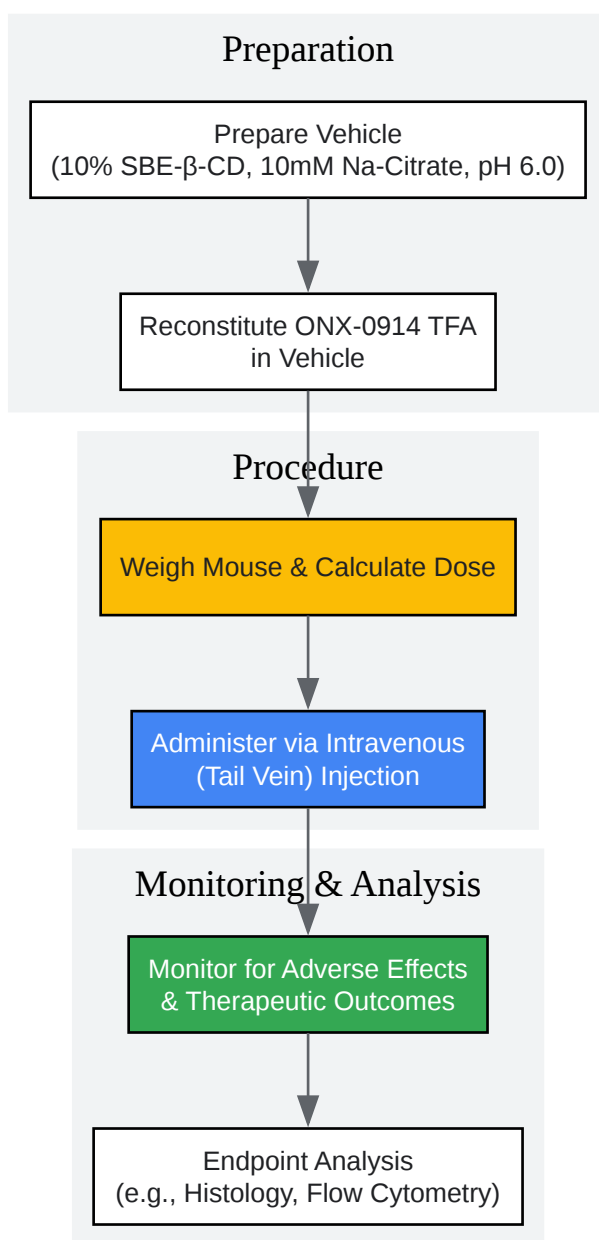 Preparation
Prepare Vehicle
(10% SBE-β-CD, 10mM Na-Citrate, pH 6.0)
Reconstitute ONX-0914 TFA
in Vehicle
Procedure
Weigh Mouse & Calculate Dose
Administer via Intravenous
(Tail Vein) Injection
Monitoring & Analysis
Monitor for Adverse Effects
& Therapeutic Outcomes
Endpoint Analysis
(e.g., Histology, Flow Cytometry)